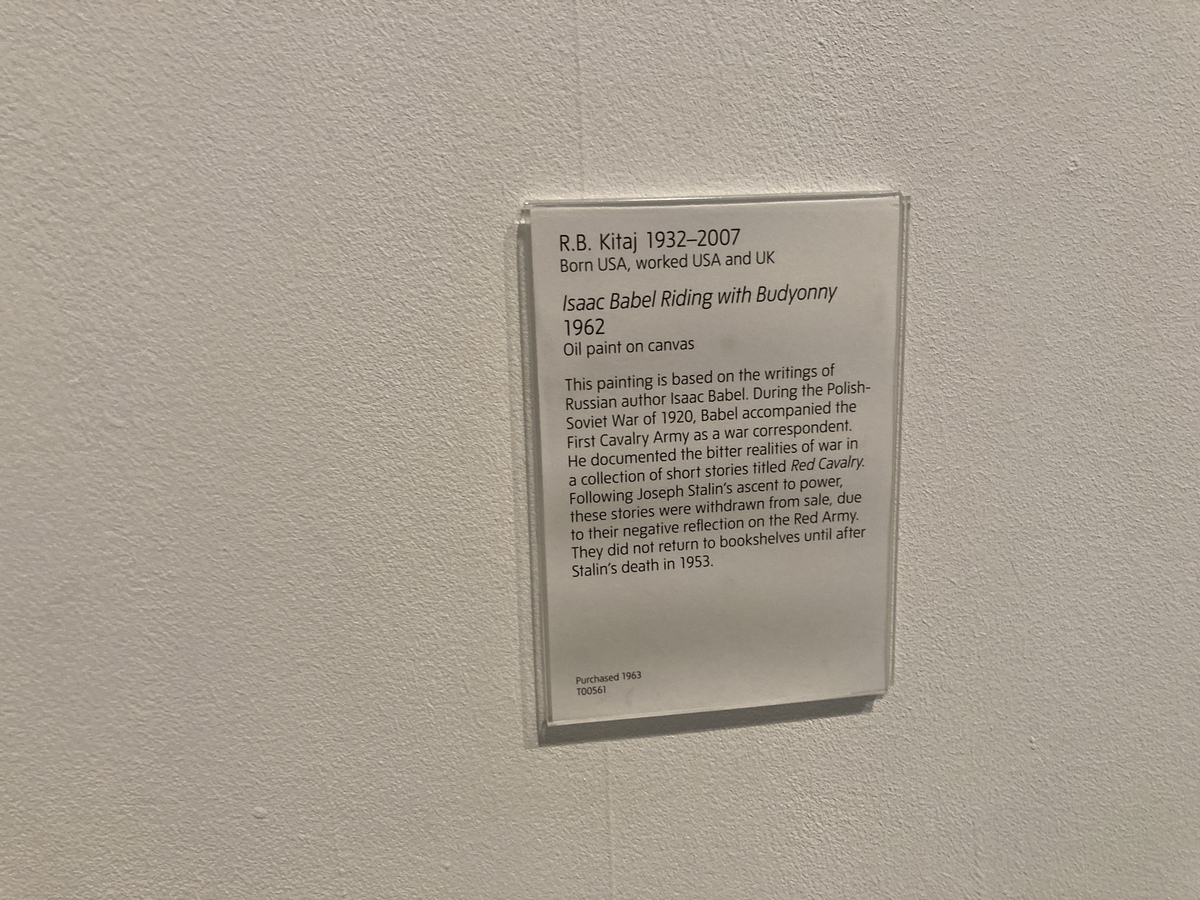 R.B. Kitaj 1932–2007
Born USA, worked USA and UK
Isaac Babel Riding with Budyonny
1962
Oil paint on canvas
This painting is based on the writings of
Russian author Isaac Babel. During the Polish-
Soviet War of 1920, Babel accompanied the
First Cavalry Army as a war correspondent.
He documented the bitter realities of war in
a collection of short stories titled Red Cavalry.
Following Joseph Stalin's ascent to power,
these stories were withdrawn from sale, due
to their negative reflection on the Red Army.
They did not return to bookshelves until after
Stalin's death in 1953.
Purchased 1963
T00561